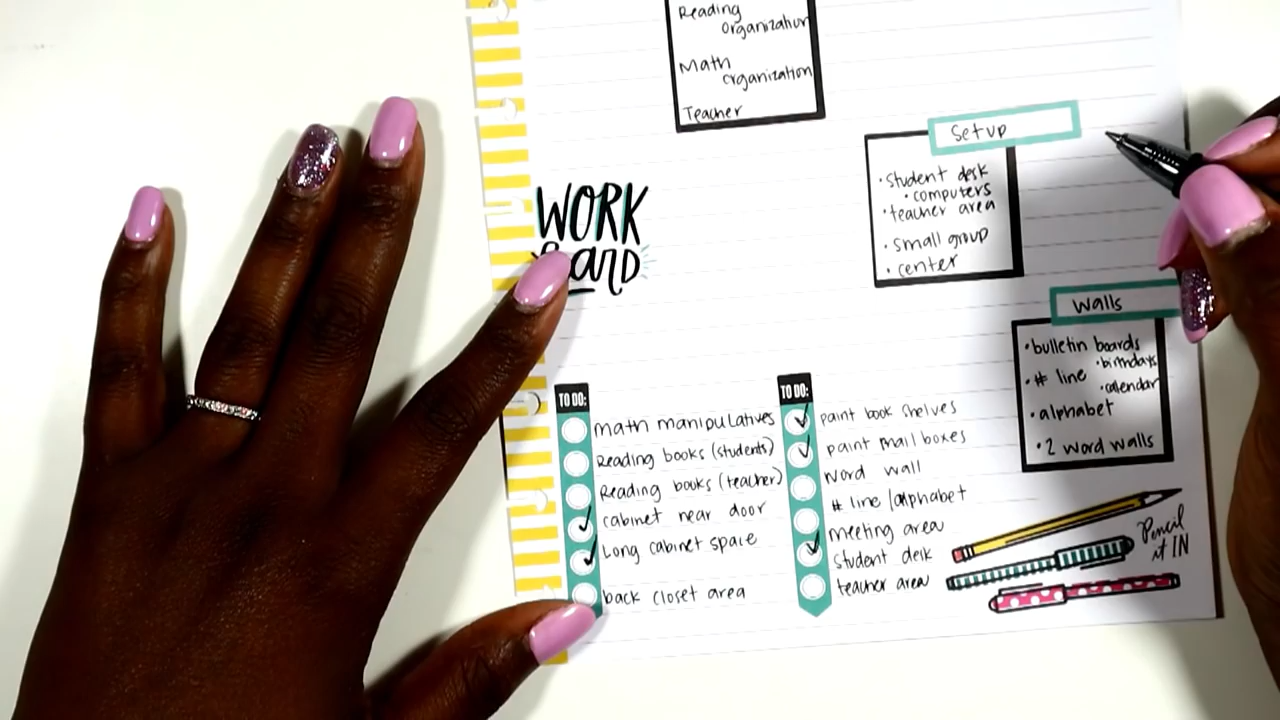 Reading
organization
Math
organization
Teacher
Setup
• student desk
• computers
• teacher area
• small group
• center
WORK
HARD
Walls
• bulletin boards
• birthdays
• # line
• calendar
• alphabet
• 2 word walls
TO DO:
math manipulatives
Reading books (students)
Reading books (teacher)
cabinet near door
Long cabinet space
back closet area
TO DO:
paint book shelves
paint mail boxes
word wall
# line/alphabet
meeting area
student desk
teacher area
Pencil
it IN